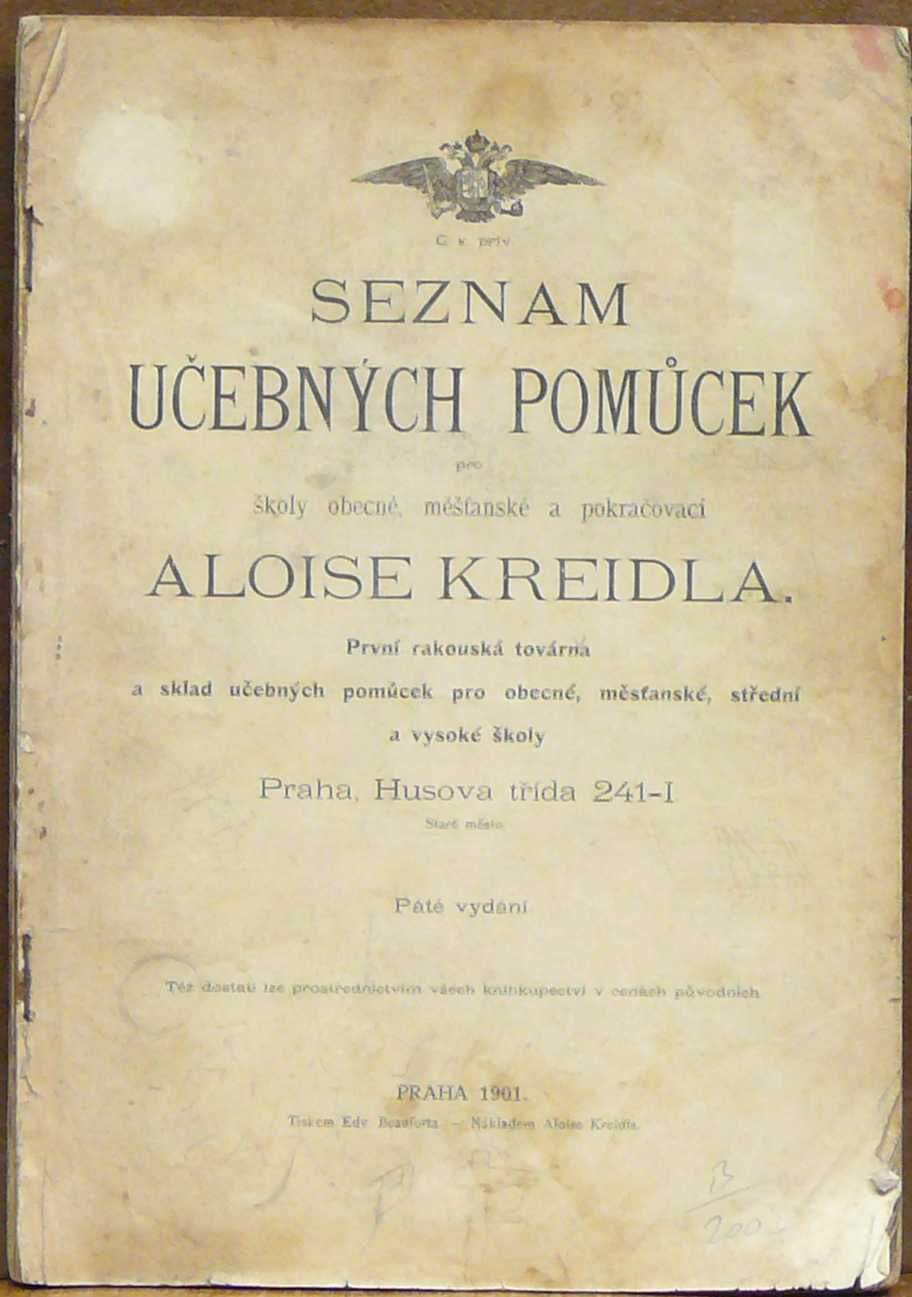 C. k. priv.
SEZNAM
UČEBNÝCH POMŮCEK
pro
školy obecné, měšťanské a pokračovací
ALOISE KREIDLA.
První rakouská továrna
a sklad učebných pomůcek pro obecné, měšťanské, střední
a vysoké školy
Praha, Husova třída 241-I
Staré město.
Páté vydání
Též dostati lze prostřednictvím všech knihkupectví v cenách původních
PRAHA 1901.
Tiskem Edv. Beauforta. — Nákladem Aloise Kreidla.
B
200